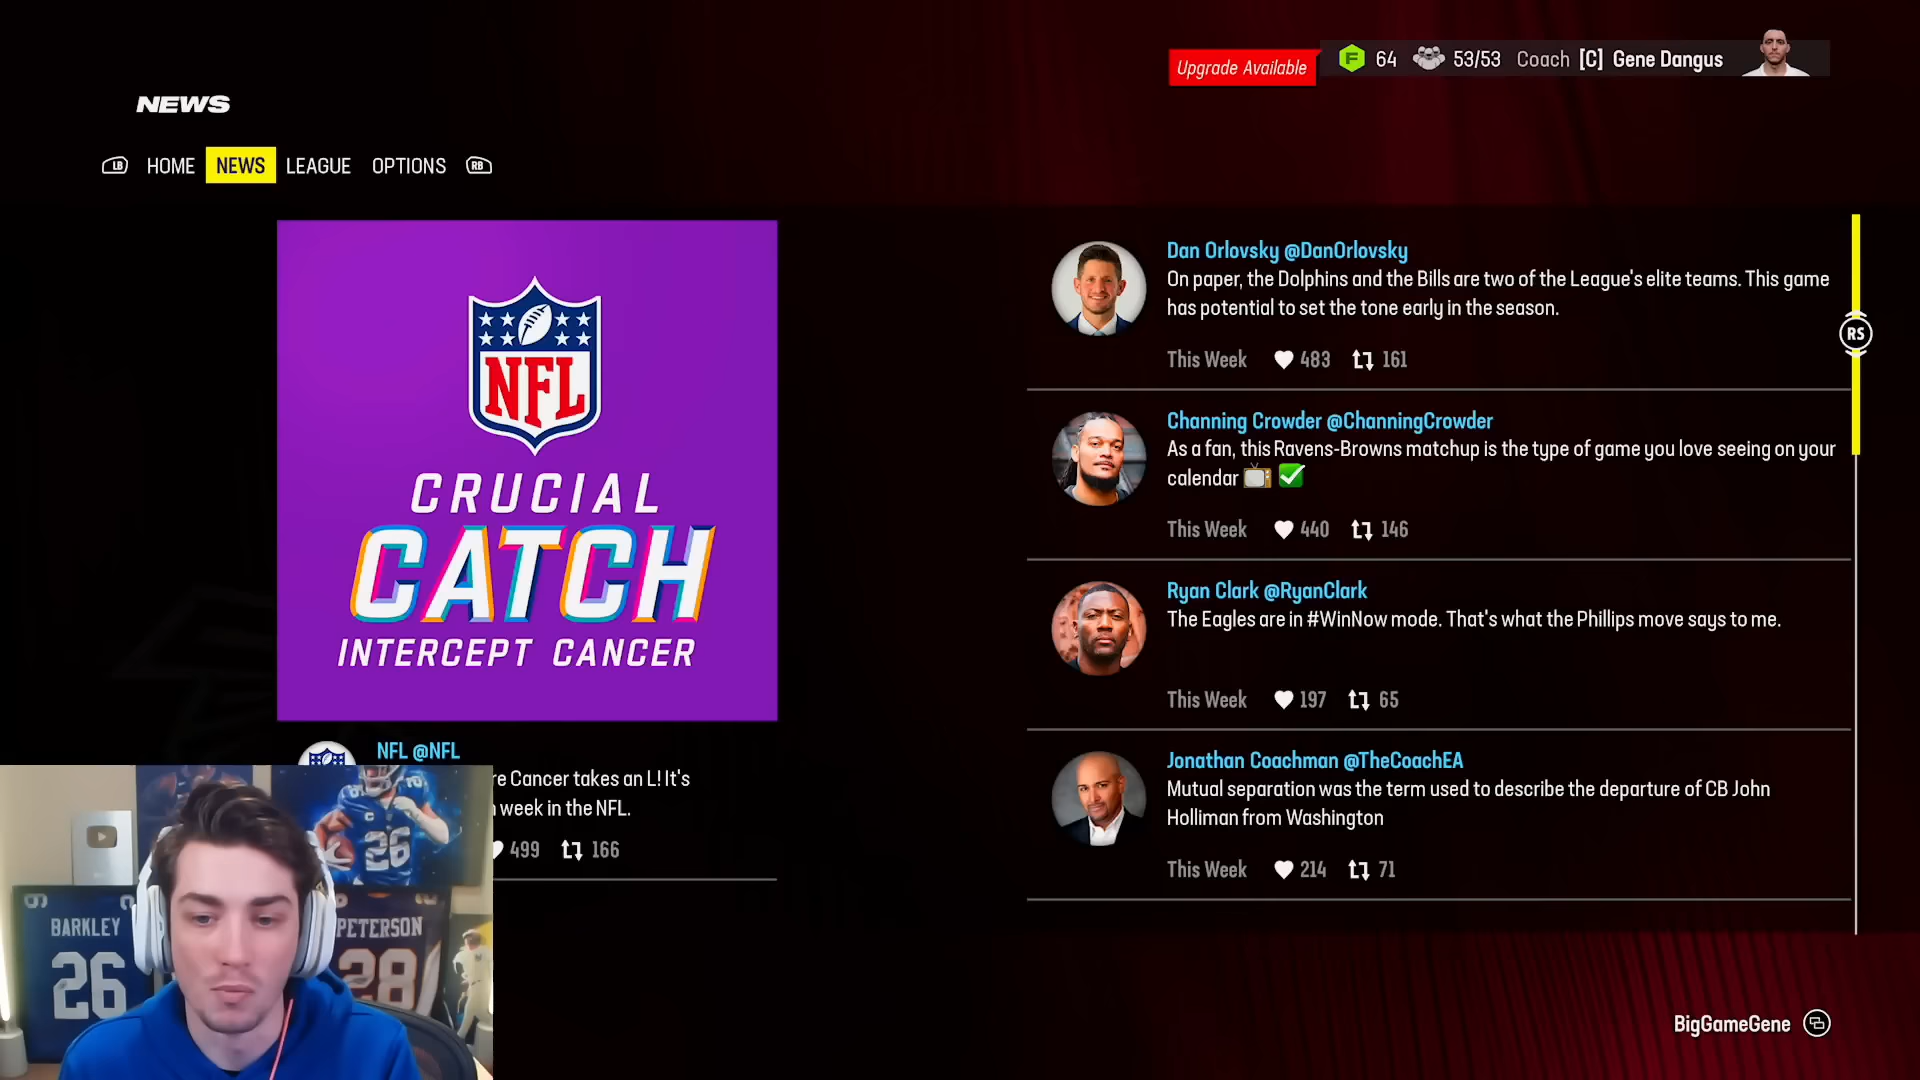 Upgrade Available
F 64 53/53 Coach [C] Gene Dangus
NEWS
LB HOME NEWS LEAGUE OPTIONS RB
NFL
CRUCIAL
CATCH
INTERCEPT CANCER
NFL @NFL
re Cancer takes an L! It's
week in the NFL.
499 166
Dan Orlovsky @DanOrlovsky
On paper, the Dolphins and the Bills are two of the League's elite teams. This game
has potential to set the tone early in the season.
This Week 483 161
RS
Channing Crowder @ChanningCrowder
As a fan, this Ravens-Browns matchup is the type of game you love seeing on your
calendar 📺 ✅
This Week 440 146
Ryan Clark @RyanClark
The Eagles are in #WinNow mode. That's what the Phillips move says to me.
This Week 197 65
Jonathan Coachman @TheCoachEA
Mutual separation was the term used to describe the departure of CB John
Holliman from Washington
This Week 214 71
26
BARKLEY
26
PETERSON
28
BigGameGene